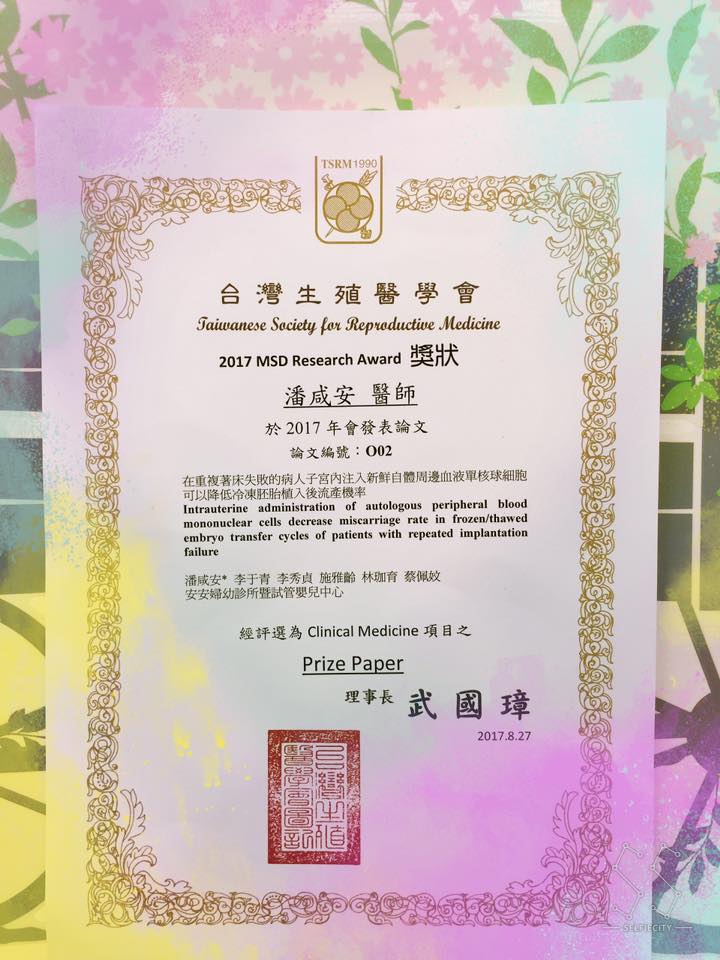 TSRM1990
台灣生殖醫學會
Taiwanese Society for Reproductive Medicine
2017 MSD Research Award 獎狀
潘咸安 醫師
於 2017 年會發表論文
論文編號：O02
在重複著床失敗的病人子宮內注入新鮮自體周邊血液單核球細胞
可以降低冷凍胚胎植入後流產機率
Intrauterine administration of autologous peripheral blood
mononuclear cells decrease miscarriage rate in frozen/thawed
embryo transfer cycles of patients with repeated implantation
failure
潘咸安* 李于青 李秀貞 施雅齡 林珈育 蔡佩妏
安安婦幼診所暨試管嬰兒中心
經評選為 Clinical Medicine 項目之
Prize Paper
理事長 武國璋
2017.8.27
SELFIECITY